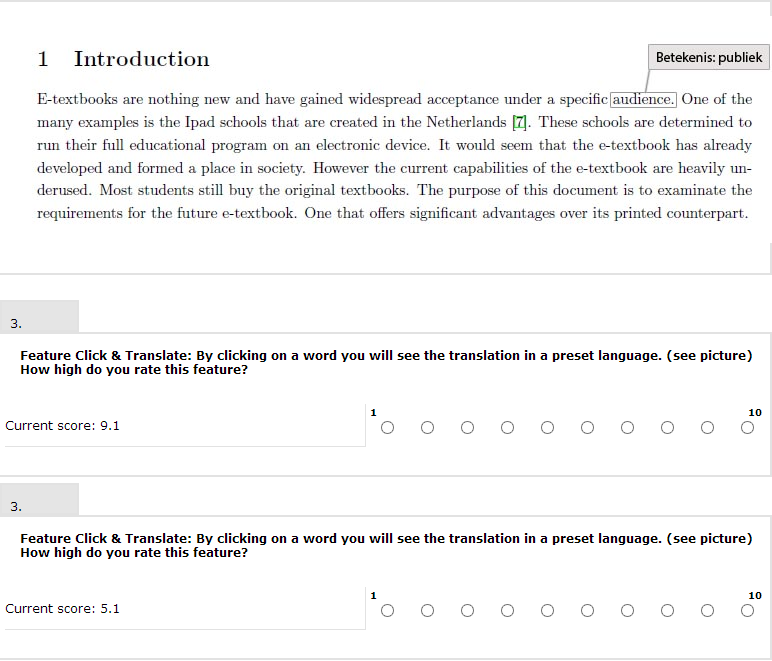 1 Introduction
Betekenis: publiek
E-textbooks are nothing new and have gained widespread acceptance under a specific audience. One of the
many examples is the Ipad schools that are created in the Netherlands [7]. These schools are determined to
run their full educational program on an electronic device. It would seem that the e-textbook has already
developed and formed a place in society. However the current capabilities of the e-textbook are heavily un-
derused. Most students still buy the original textbooks. The purpose of this document is to examinate the
requirements for the future e-textbook. One that offers significant advantages over its printed counterpart.
3.
Feature Click & Translate: By clicking on a word you will see the translation in a preset language. (see picture)
How high do you rate this feature?
1 10
Current score: 9.1
3.
Feature Click & Translate: By clicking on a word you will see the translation in a preset language. (see picture)
How high do you rate this feature?
1 10
Current score: 5.1